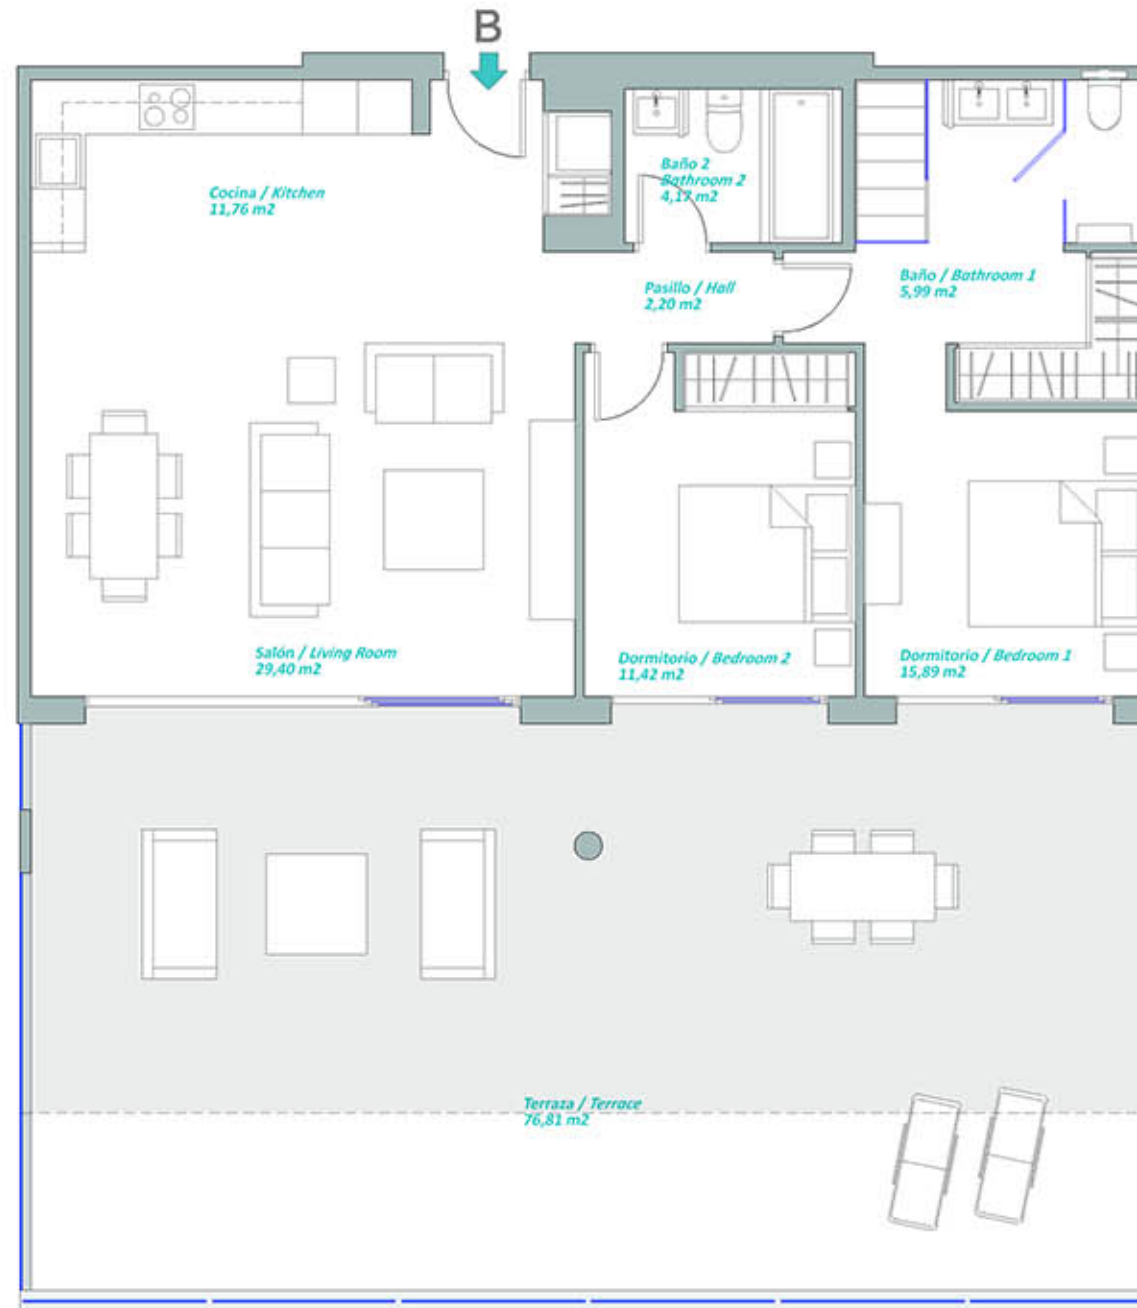 B
Cocina / Kitchen
11,76 m2
Baño 2
Bathroom 2
4,17 m2
Pasillo / Hall
2,20 m2
Baño / Bathroom 1
5,99 m2
Salón / Living Room
29,40 m2
Dormitorio / Bedroom 2
11,42 m2
Dormitorio / Bedroom 1
15,89 m2
Terraza / Terrace
76,81 m2